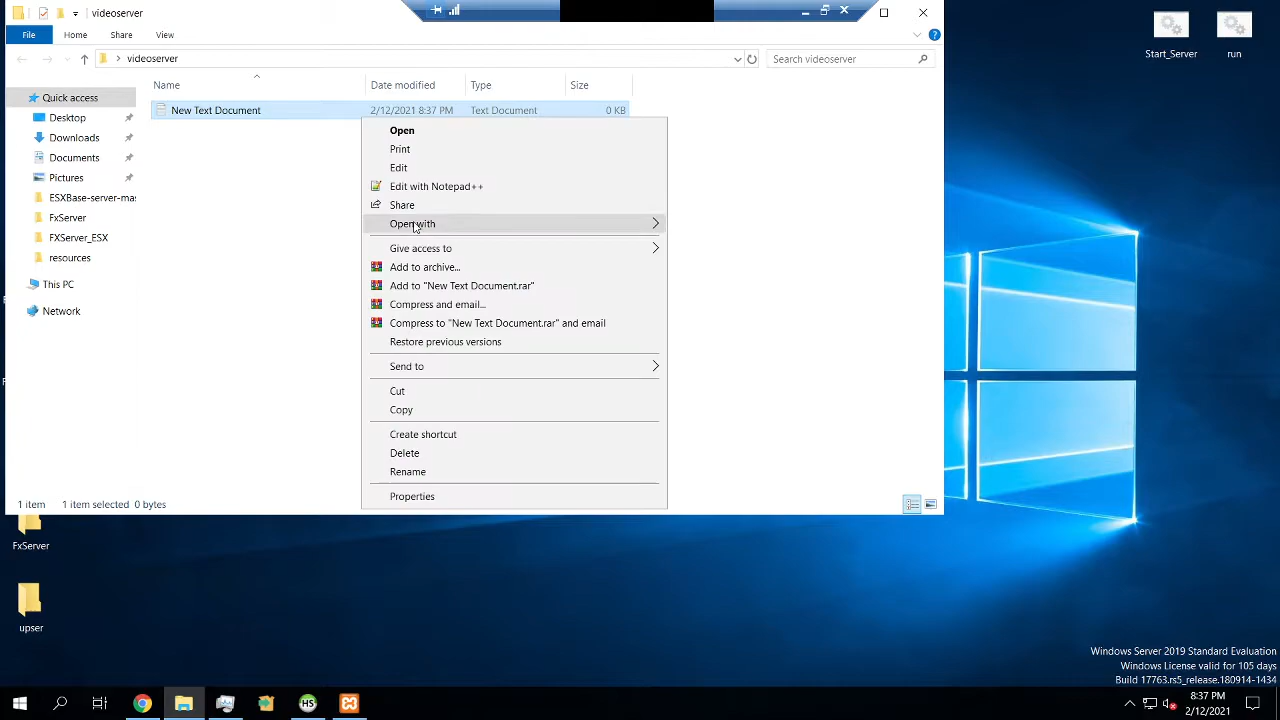 videoserver
File
Home
Share
View
videoserver
Search videoserver
Name
Date modified
Type
Size
Quick access
Desktop
Downloads
Documents
Pictures
ESXBase-server-mas
FxServer
FXServer_ESX
resources
This PC
Network
New Text Document
2/12/2021 8:37 PM
Text Document
0 KB
Open
Print
Edit
Edit with Notepad++
Share
Open with
Give access to
Add to archive...
Add to "New Text Document.rar"
Compress and email...
Compress to "New Text Document.rar" and email
Restore previous versions
Send to
Cut
Copy
Create shortcut
Delete
Rename
Properties
1 item
1 item selected 0 bytes
Start_Server
run
FxServer
upser
Windows Server 2019 Standard Evaluation
Windows License valid for 105 days
Build 17763.rs5_release.180914-1434
HS
8:37 PM
2/12/2021